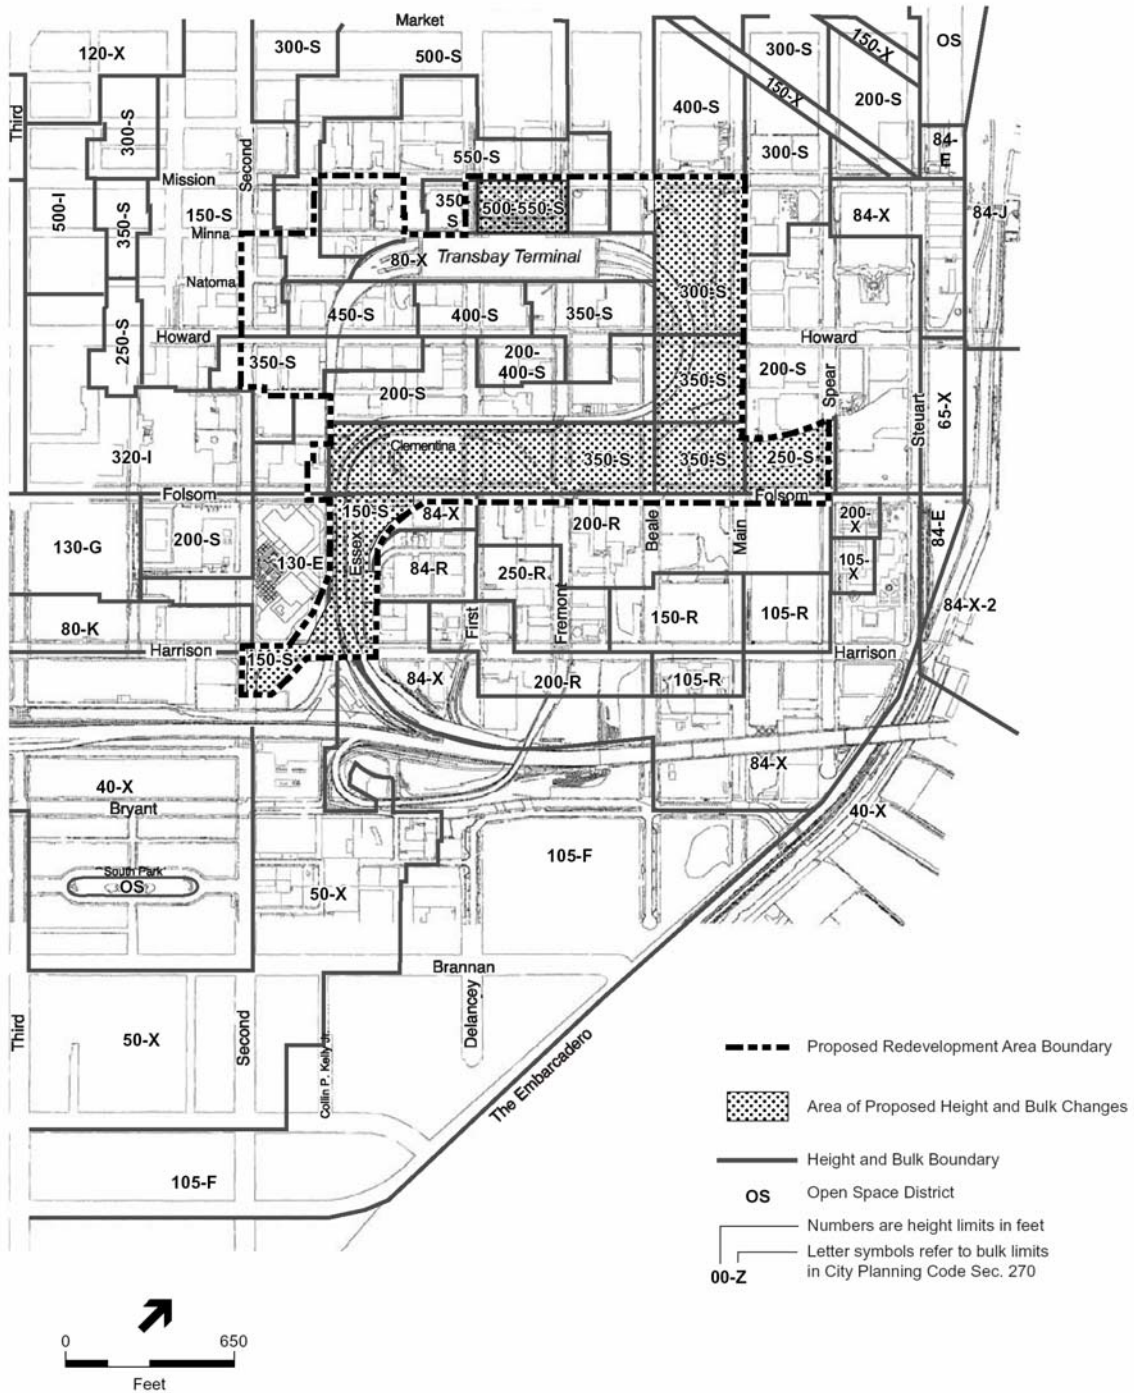 Market
120-X
300-S
500-S
300-S
150-X
OS
150-X
400-S
200-S
Third
300-S
Second
550-S
300-S
84-
E
Mission
500-I
350-S
150-S
350
S
500-550-S
84-X
84-J
Minna
80-X
Transbay Terminal
Natoma
300-S
450-S
400-S
350-S
250-S
Howard
Howard
350-S
200-
400-S
350-S
200-S
Spear
200-S
Steuart
65-X
Clementina
320-I
350-S
350-S
250-S
Folsom
Folsom
150-S
84-X
200-R
Beale
Main
200-
X
84-E
130-G
200-S
130-E
Essex
84-R
250-R
105-
X
Fremont
First
150-R
105-R
84-X-2
80-K
Harrison
150-S
Harrison
84-X
200-R
105-R
84-X
40-X
Bryant
40-X
South Park
OS
105-F
50-X
Brannan
Delancey
Third
50-X
Second
Collin P. Kelly Jr.
The Embarcadero
105-F
Proposed Redevelopment Area Boundary
Area of Proposed Height and Bulk Changes
Height and Bulk Boundary
OS Open Space District
Numbers are height limits in feet
Letter symbols refer to bulk limits
in City Planning Code Sec. 270
00-Z
0 650
Feet